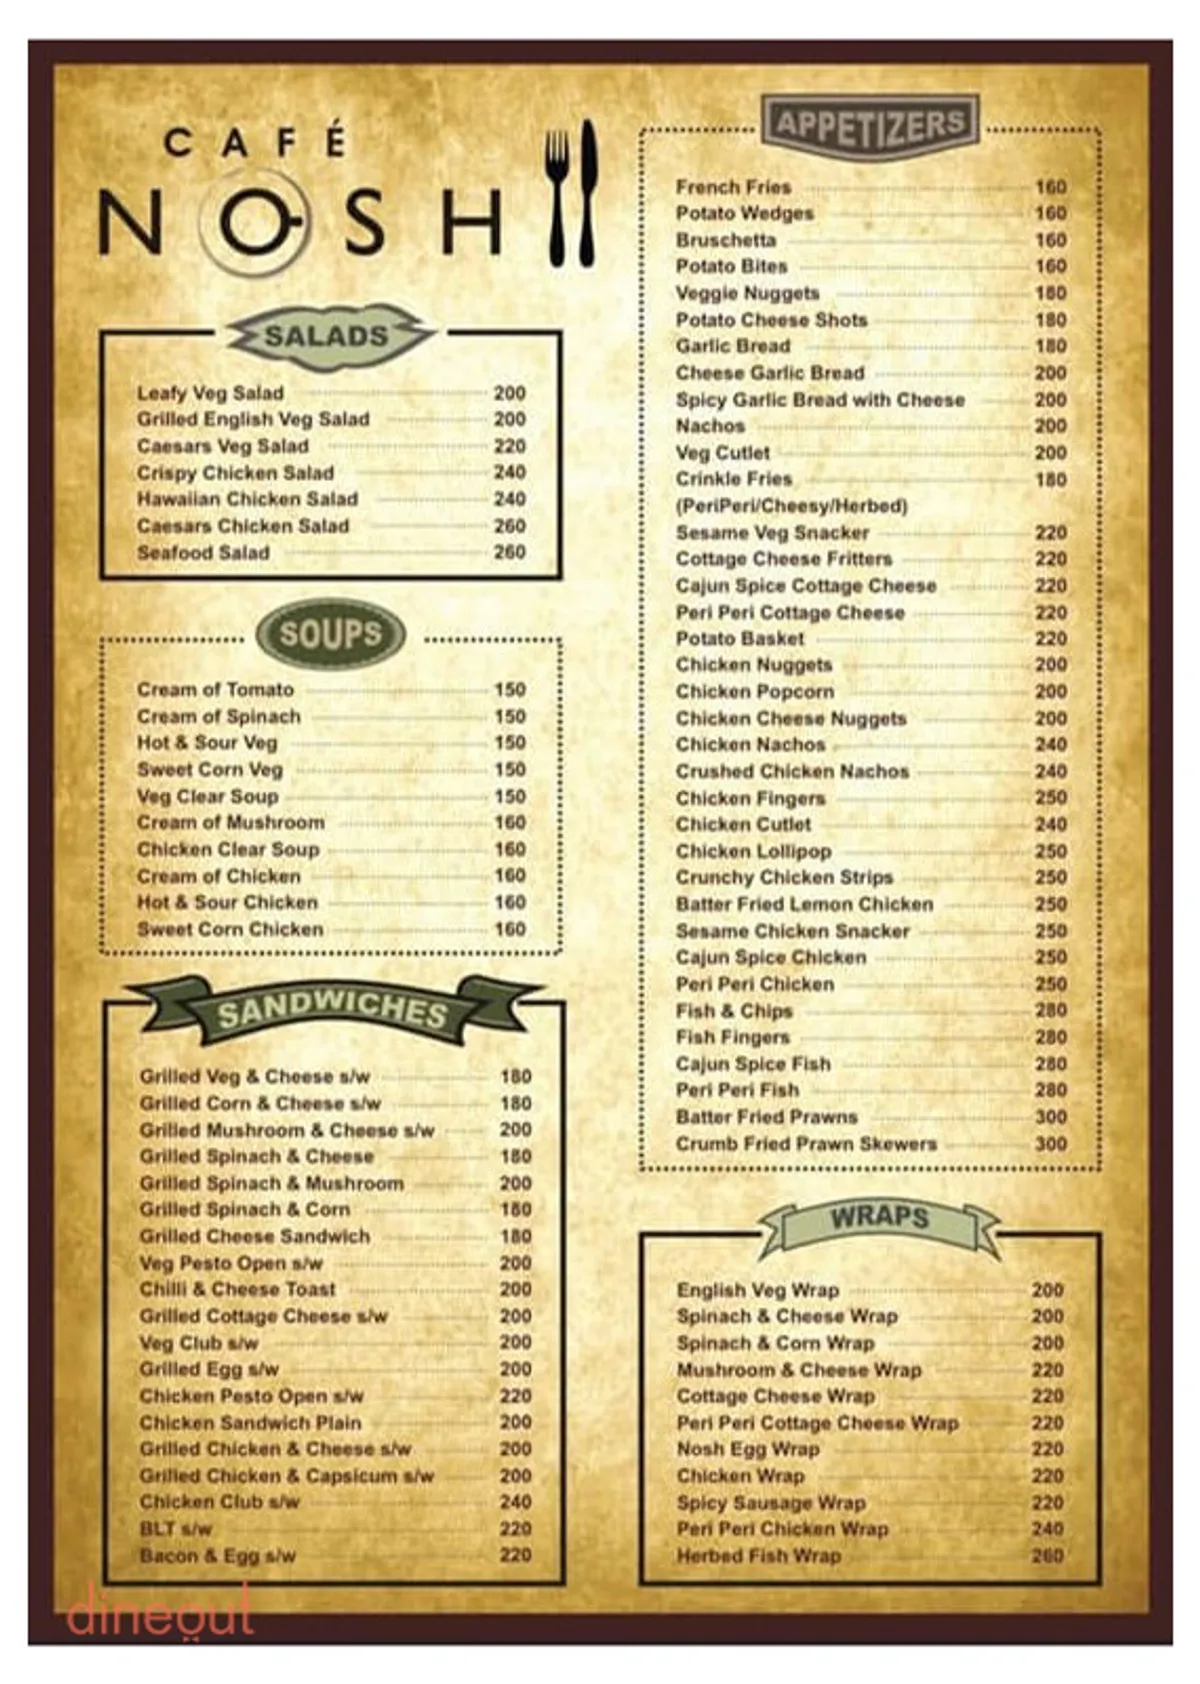 CAFÉ
NOSH
SALADS
Leafy Veg Salad 200
Grilled English Veg Salad 200
Caesars Veg Salad 220
Crispy Chicken Salad 240
Hawaiian Chicken Salad 240
Caesars Chicken Salad 260
Seafood Salad 260
SOUPS
Cream of Tomato 150
Cream of Spinach 150
Hot & Sour Veg 150
Sweet Corn Veg 150
Veg Clear Soup 150
Cream of Mushroom 160
Chicken Clear Soup 160
Cream of Chicken 160
Hot & Sour Chicken 160
Sweet Corn Chicken 160
SANDWICHES
Grilled Veg & Cheese s/w 180
Grilled Corn & Cheese s/w 180
Grilled Mushroom & Cheese s/w 200
Grilled Spinach & Cheese 180
Grilled Spinach & Mushroom 200
Grilled Spinach & Corn 180
Grilled Cheese Sandwich 180
Veg Pesto Open s/w 200
Chilli & Cheese Toast 200
Grilled Cottage Cheese s/w 200
Veg Club s/w 200
Grilled Egg s/w 200
Chicken Pesto Open s/w 220
Chicken Sandwich Plain 200
Grilled Chicken & Cheese s/w 200
Grilled Chicken & Capsicum s/w 200
Chicken Club s/w 240
BLT s/w 220
Bacon & Egg s/w 220
APPETIZERS
French Fries 160
Potato Wedges 160
Bruschetta 160
Potato Bites 160
Veggie Nuggets 180
Potato Cheese Shots 180
Garlic Bread 180
Cheese Garlic Bread 200
Spicy Garlic Bread with Cheese 200
Nachos 200
Veg Cutlet 200
Crinkle Fries 180
(PeriPeri/Cheesy/Herbed)
Sesame Veg Snacker 220
Cottage Cheese Fritters 220
Cajun Spice Cottage Cheese 220
Peri Peri Cottage Cheese 220
Potato Basket 220
Chicken Nuggets 200
Chicken Popcorn 200
Chicken Cheese Nuggets 200
Chicken Nachos 240
Crushed Chicken Nachos 240
Chicken Fingers 250
Chicken Cutlet 240
Chicken Lollipop 250
Crunchy Chicken Strips 250
Batter Fried Lemon Chicken 250
Sesame Chicken Snacker 250
Cajun Spice Chicken 250
Peri Peri Chicken 250
Fish & Chips 280
Fish Fingers 280
Cajun Spice Fish 280
Peri Peri Fish 280
Batter Fried Prawns 300
Crumb Fried Prawn Skewers 300
WRAPS
English Veg Wrap 200
Spinach & Cheese Wrap 200
Spinach & Corn Wrap 200
Mushroom & Cheese Wrap 220
Cottage Cheese Wrap 220
Peri Peri Cottage Cheese Wrap 220
Nosh Egg Wrap 220
Chicken Wrap 220
Spicy Sausage Wrap 220
Peri Peri Chicken Wrap 240
Herbed Fish Wrap 260
dineout